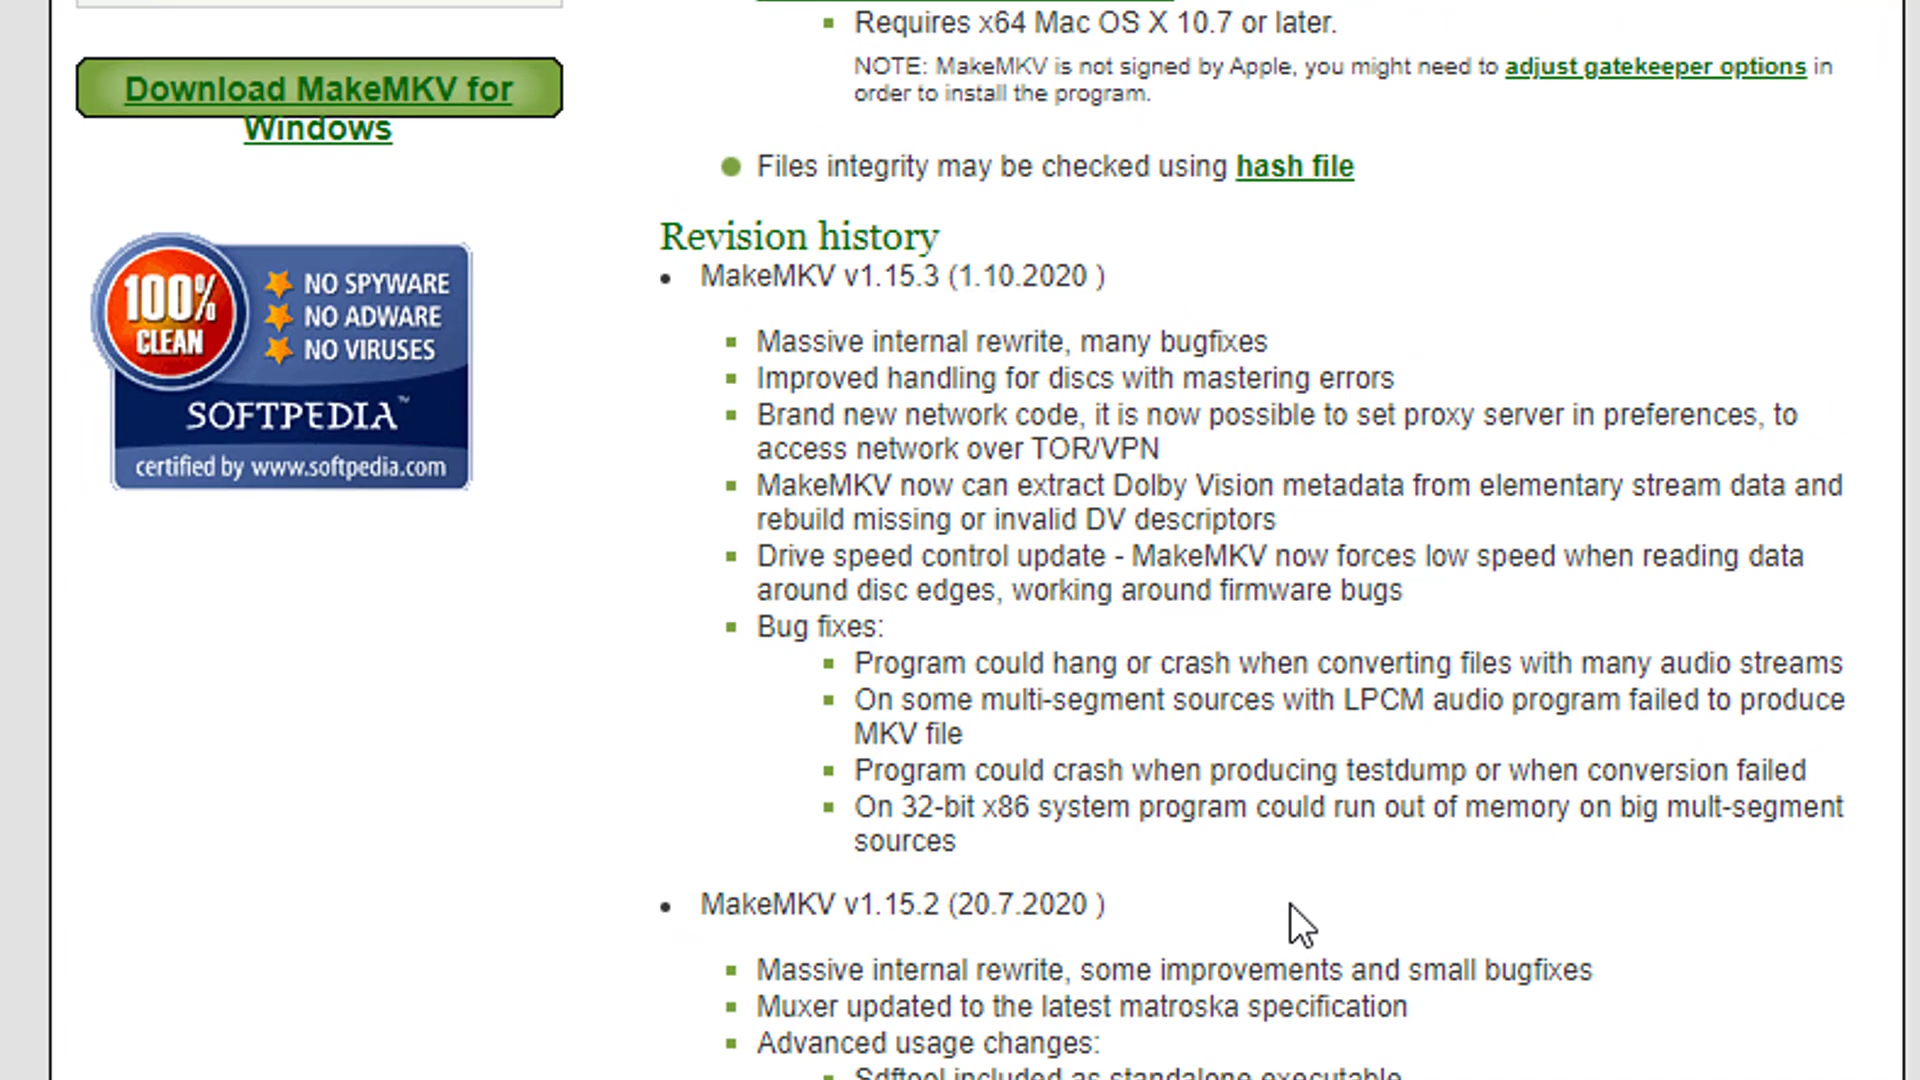 Download MakeMKV for
Windows
100%
CLEAN
NO SPYWARE
NO ADWARE
NO VIRUSES
SOFTPEDIA™
certified by www.softpedia.com
Requires x64 Mac OS X 10.7 or later.
NOTE: MakeMKV is not signed by Apple, you might need to adjust gatekeeper options in
order to install the program.
Files integrity may be checked using hash file
Revision history
MakeMKV v1.15.3 (1.10.2020 )
Massive internal rewrite, many bugfixes
Improved handling for discs with mastering errors
Brand new network code, it is now possible to set proxy server in preferences, to
access network over TOR/VPN
MakeMKV now can extract Dolby Vision metadata from elementary stream data and
rebuild missing or invalid DV descriptors
Drive speed control update - MakeMKV now forces low speed when reading data
around disc edges, working around firmware bugs
Bug fixes:
Program could hang or crash when converting files with many audio streams
On some multi-segment sources with LPCM audio program failed to produce
MKV file
Program could crash when producing testdump or when conversion failed
On 32-bit x86 system program could run out of memory on big mult-segment
sources
MakeMKV v1.15.2 (20.7.2020 )
Massive internal rewrite, some improvements and small bugfixes
Muxer updated to the latest matroska specification
Advanced usage changes:
Sdftool included as standalone executable